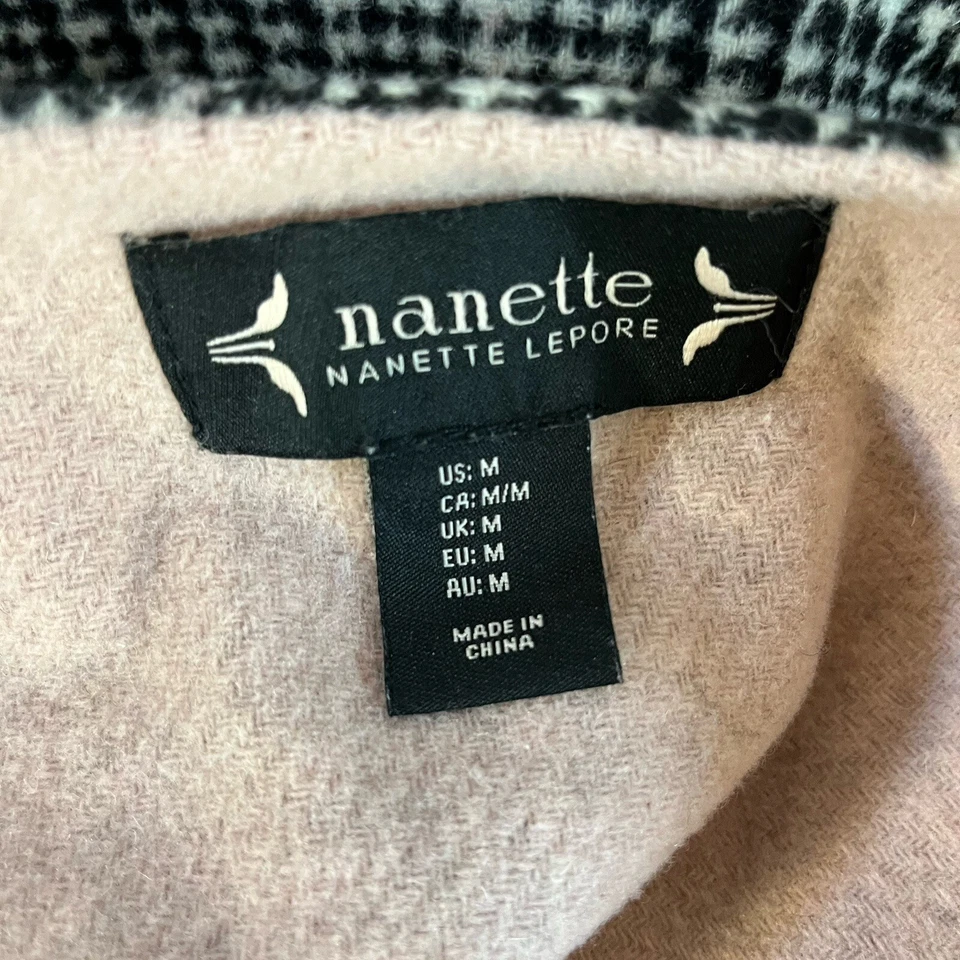 nanette
NANETTE LEPORE
US: M
CA: M/M
UK: M
EU: M
AU: M
MADE IN
CHINA